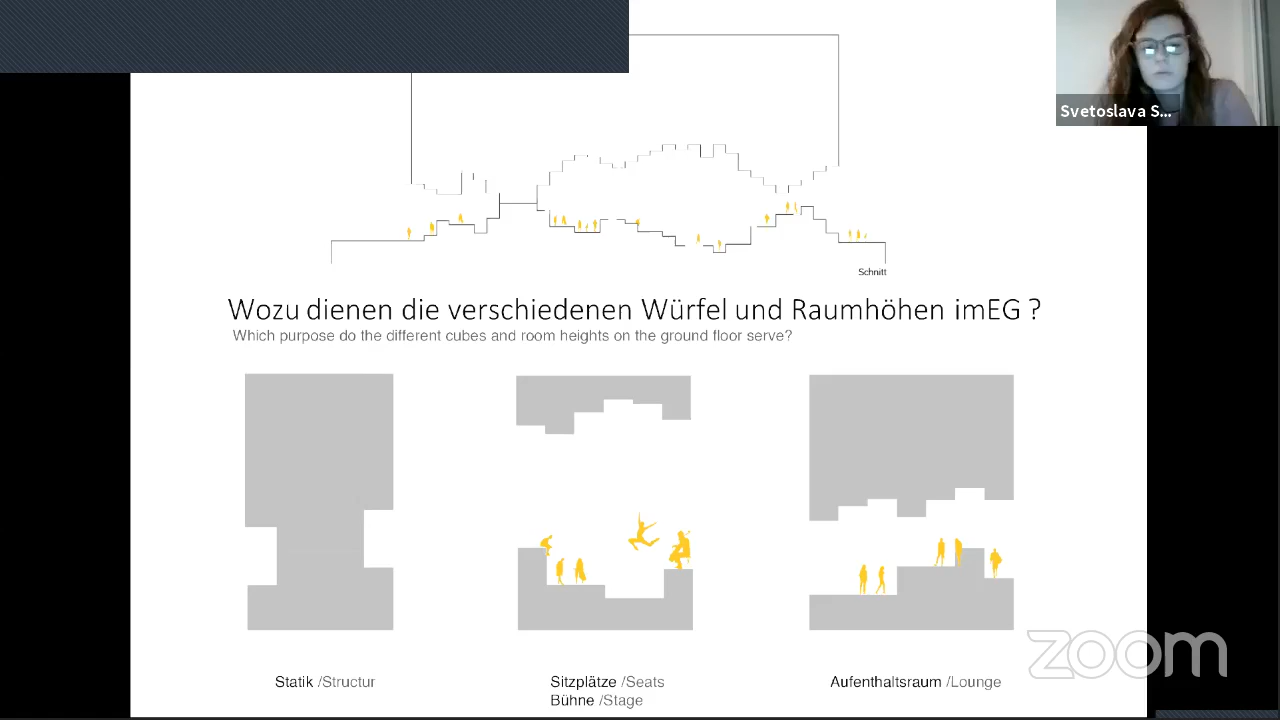 Svetoslava S...
Schnitt
Wozu dienen die verschiedenen Würfel und Raumhöhen imEG ?
Which purpose do the different cubes and room heights on the ground floor serve?
Statik /Structur
Sitzplätze /Seats
Bühne /Stage
Aufenthaltsraum /Lounge
zoom